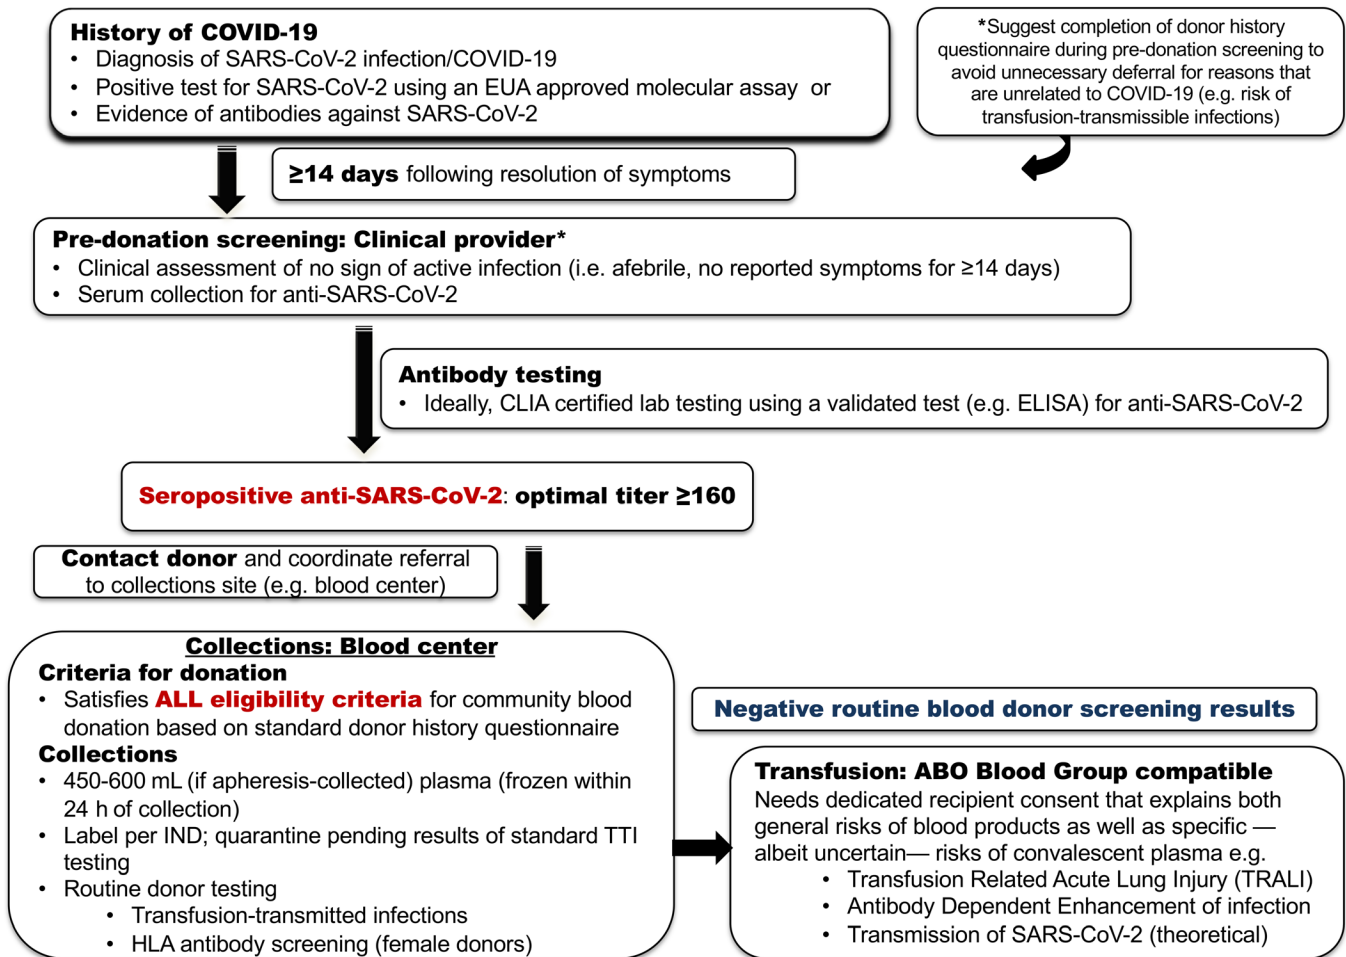 History of COVID-19
• Diagnosis of SARS-CoV-2 infection/COVID-19
• Positive test for SARS-CoV-2 using an EUA approved molecular assay or
• Evidence of antibodies against SARS-CoV-2
*Suggest completion of donor history
questionnaire during pre-donation screening to
avoid unnecessary deferral for reasons that
are unrelated to COVID-19 (e.g. risk of
transfusion-transmissible infections)
≥14 days following resolution of symptoms
Pre-donation screening: Clinical provider*
• Clinical assessment of no sign of active infection (i.e. afebrile, no reported symptoms for ≥14 days)
• Serum collection for anti-SARS-CoV-2
Antibody testing
• Ideally, CLIA certified lab testing using a validated test (e.g. ELISA) for anti-SARS-CoV-2
Seropositive anti-SARS-CoV-2: optimal titer ≥160
Contact donor and coordinate referral
to collections site (e.g. blood center)
Collections: Blood center
Criteria for donation
• Satisfies ALL eligibility criteria for community blood
donation based on standard donor history questionnaire
Collections
• 450-600 mL (if apheresis-collected) plasma (frozen within
24 h of collection)
• Label per IND; quarantine pending results of standard TTI
testing
• Routine donor testing
• Transfusion-transmitted infections
• HLA antibody screening (female donors)
Negative routine blood donor screening results
Transfusion: ABO Blood Group compatible
Needs dedicated recipient consent that explains both
general risks of blood products as well as specific —
albeit uncertain— risks of convalescent plasma e.g.
• Transfusion Related Acute Lung Injury (TRALI)
• Antibody Dependent Enhancement of infection
• Transmission of SARS-CoV-2 (theoretical)